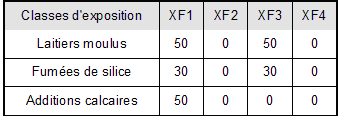 Classes d'exposition XF1 XF2 XF3 XF4
Laitiers moulus 50 0 50 0
Fumées de silice 30 0 30 0
Additions calcaires 50 0 0 0